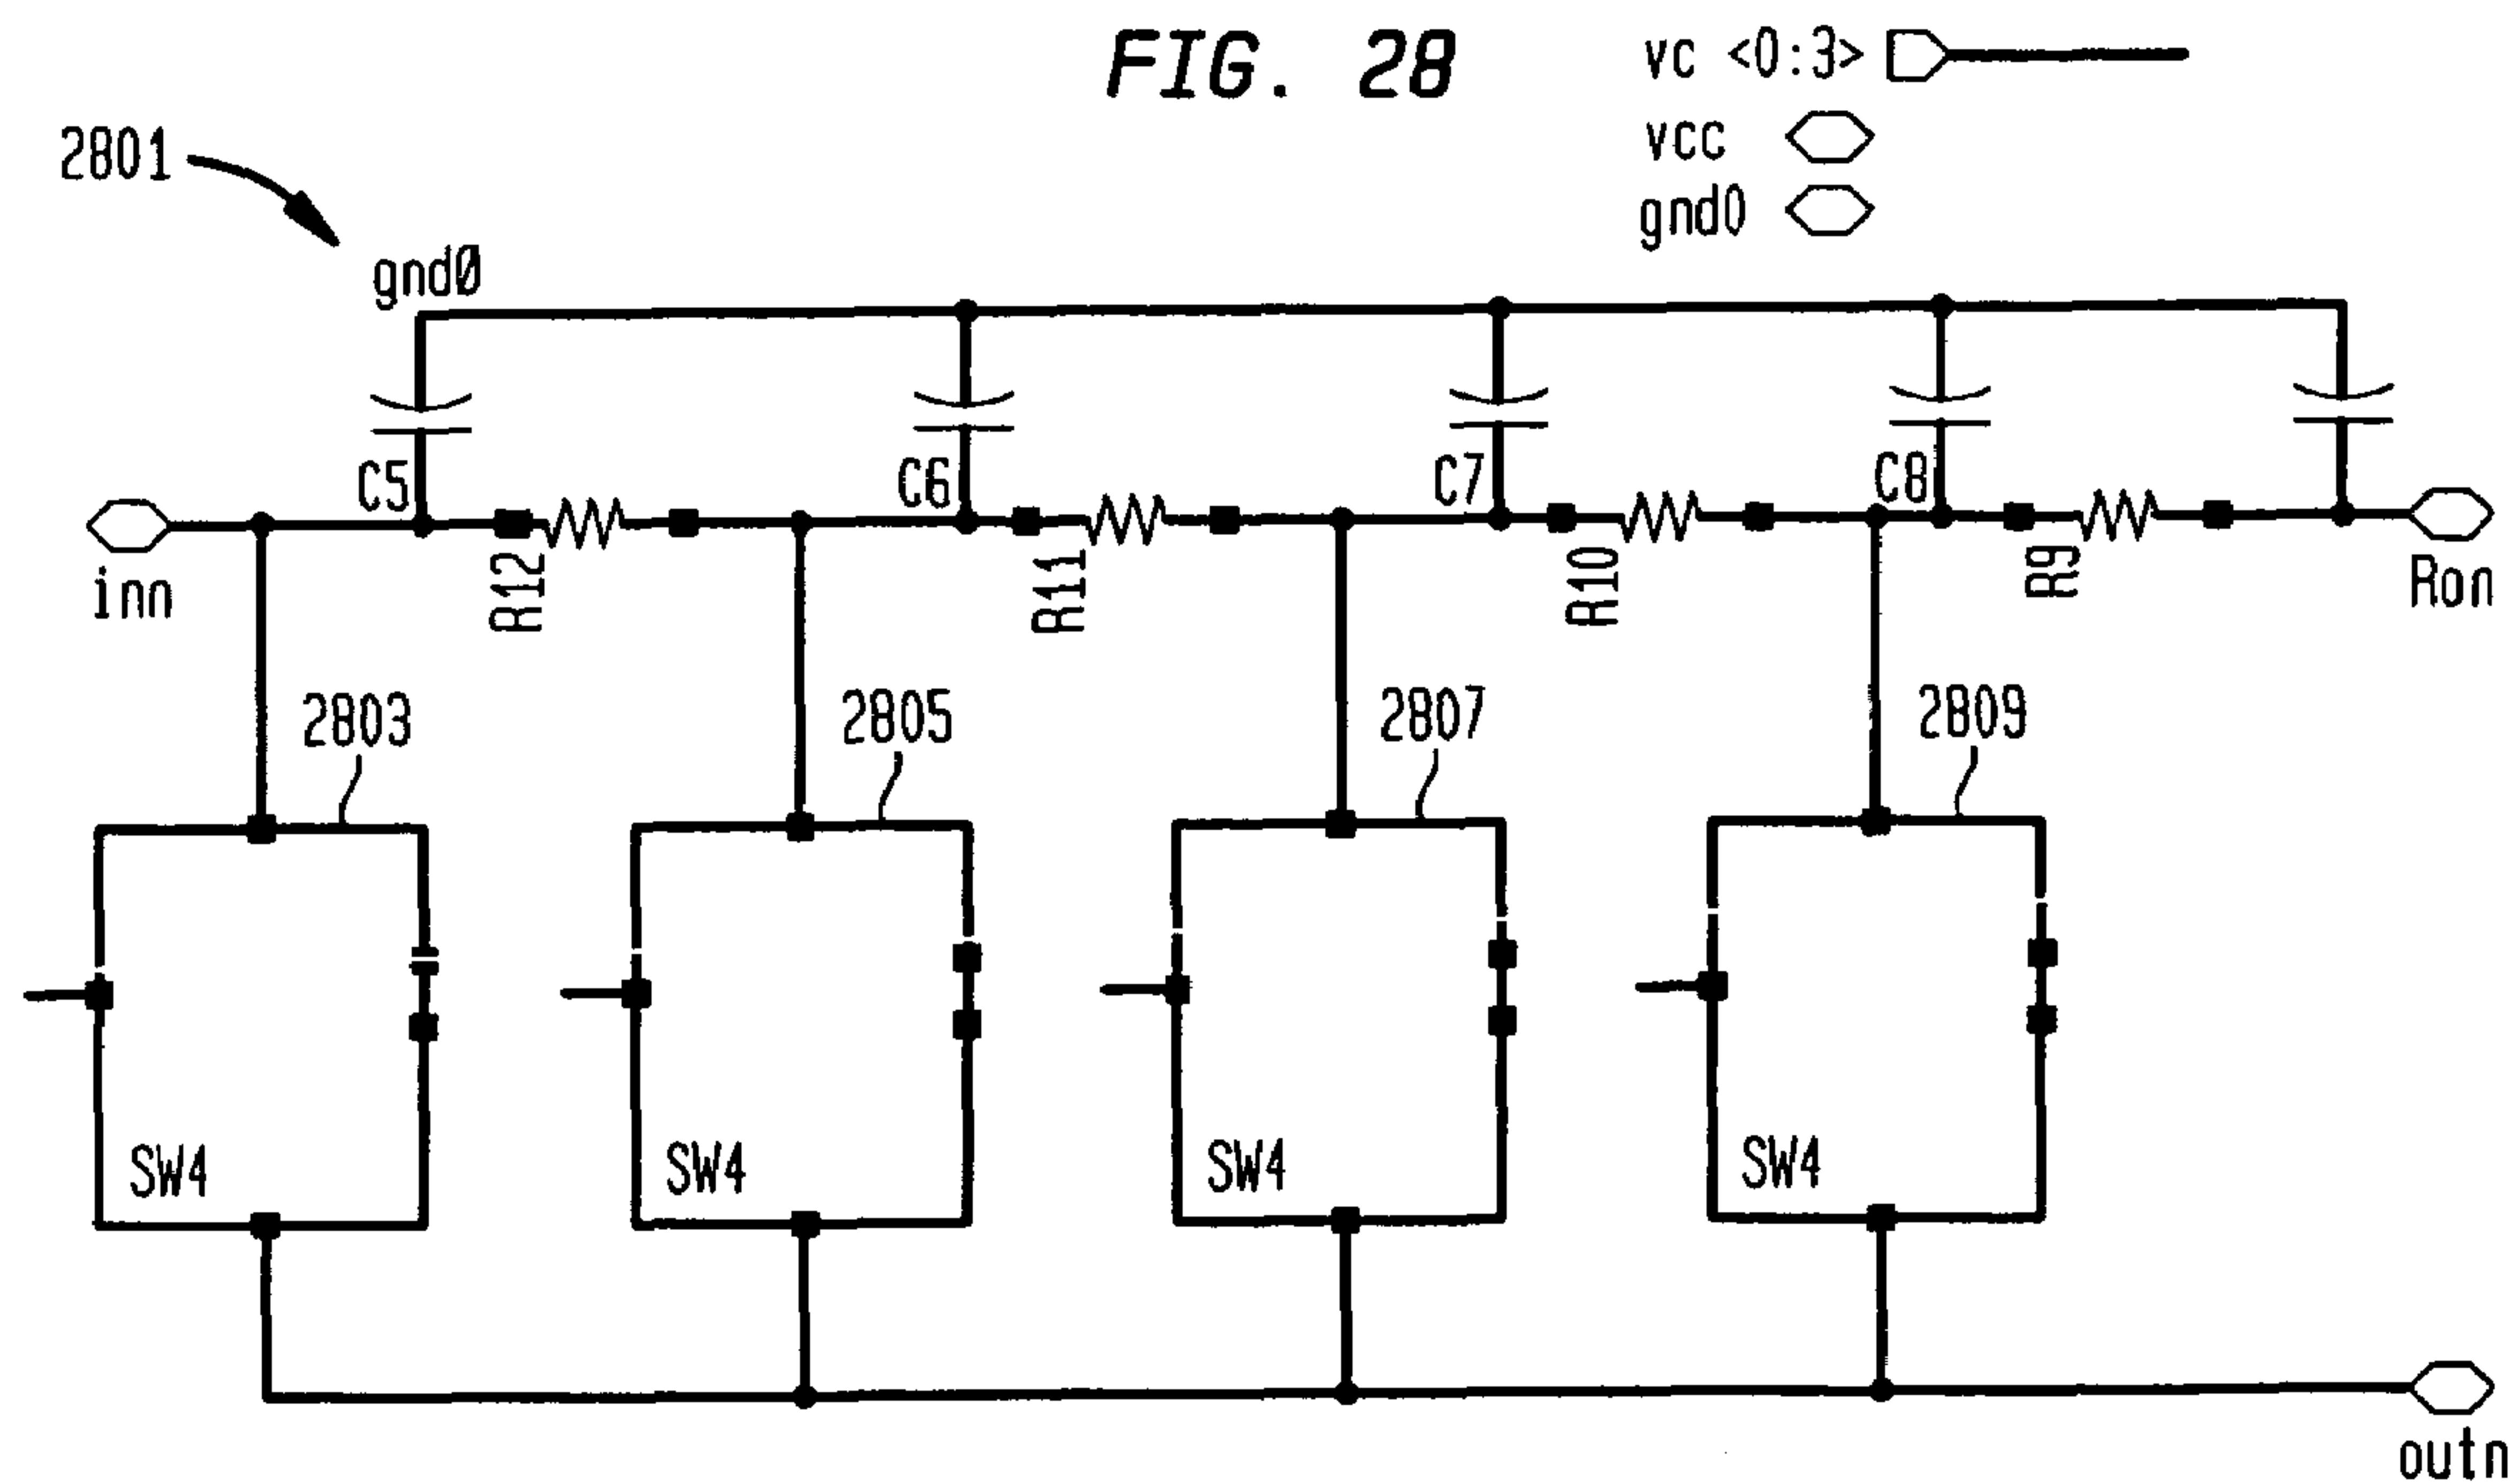 FIG. 28
vc <0:3>
vcc
gnd0
2801
gnd0
C5
C6
C7
C8
inn
R12
R11
R10
R9
Ron
2803
2805
2807
2809
SW4
SW4
SW4
SW4
outn